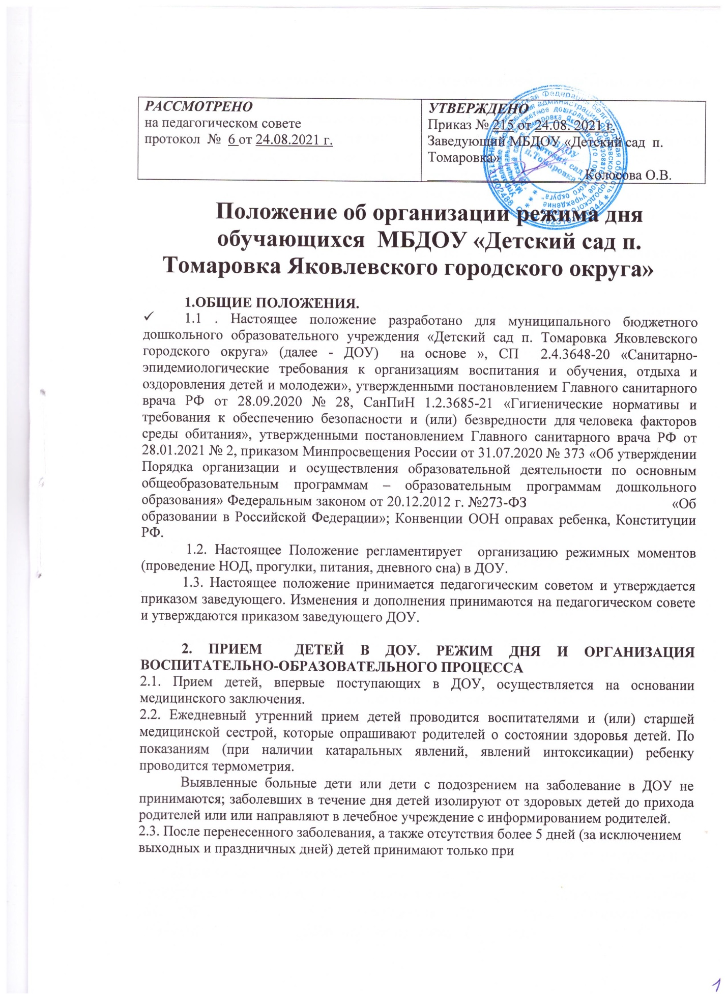 РАССМОТРЕНО
на педагогическом совете
протокол № 6 от 24.08.2021 г.
УТВЕРЖДЕНО
Приказ № 215 от 24.08. 2021 г.
Заведующий МБДОУ «Детский сад п.
Томаровка»
Колосова О.В.
МБДОУ
"Детский сад
п.Томаровка"
Положение об организации режима дня
обучающихся МБДОУ «Детский сад п.
Томаровка Яковлевского городского округа»
1.ОБЩИЕ ПОЛОЖЕНИЯ.
✓ 1.1 . Настоящее положение разработано для муниципального бюджетного
дошкольного образовательного учреждения «Детский сад п. Томаровка Яковлевского
городского округа» (далее - ДОУ) на основе », СП 2.4.3648-20 «Санитарно-
эпидемиологические требования к организациям воспитания и обучения, отдыха и
оздоровления детей и молодежи», утвержденными постановлением Главного санитарного
врача РФ от 28.09.2020 № 28, СанПиН 1.2.3685-21 «Гигиенические нормативы и
требования к обеспечению безопасности и (или) безвредности для человека факторов
среды обитания», утвержденными постановлением Главного санитарного врача РФ от
28.01.2021 № 2, приказом Минпросвещения России от 31.07.2020 № 373 «Об утверждении
Порядка организации и осуществления образовательной деятельности по основным
общеобразовательным программам – образовательным программам дошкольного
образования» Федеральным законом от 20.12.2012 г. №273-ФЗ «Об
образовании в Российской Федерации»; Конвенции ООН оправах ребенка, Конституции
РФ.
1.2. Настоящее Положение регламентирует организацию режимных моментов
(проведение НОД, прогулки, питания, дневного сна) в ДОУ.
1.3. Настоящее положение принимается педагогическим советом и утверждается
приказом заведующего. Изменения и дополнения принимаются на педагогическом совете
и утверждаются приказом заведующего ДОУ.
2. ПРИЕМ ДЕТЕЙ В ДОУ. РЕЖИМ ДНЯ И ОРГАНИЗАЦИЯ
ВОСПИТАТЕЛЬНО-ОБРАЗОВАТЕЛЬНОГО ПРОЦЕССА
2.1. Прием детей, впервые поступающих в ДОУ, осуществляется на основании
медицинского заключения.
2.2. Ежедневный утренний прием детей проводится воспитателями и (или) старшей
медицинской сестрой, которые опрашивают родителей о состоянии здоровья детей. По
показаниям (при наличии катаральных явлений, явлений интоксикации) ребенку
проводится термометрия.
Выявленные больные дети или дети с подозрением на заболевание в ДОУ не
принимаются; заболевших в течение дня детей изолируют от здоровых детей до прихода
родителей или или направляют в лечебное учреждение с информированием родителей.
2.3. После перенесенного заболевания, а также отсутствия более 5 дней (за исключением
выходных и праздничных дней) детей принимают только при
1